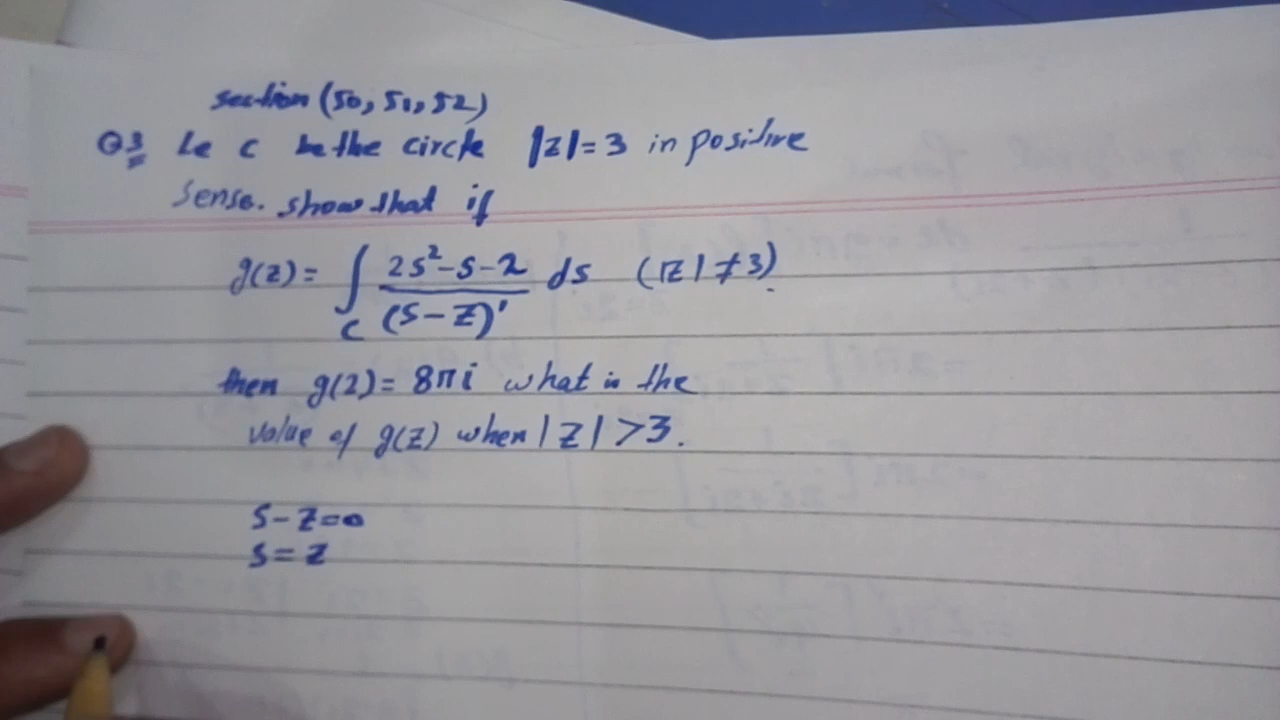 section (50, 51, 52)
Q3 Le c be the circle |z|=3 in positive
sense. show that if
g(z) = ∫_C (2s²-s-2)/(s-z)' ds (|z| ≠ 3).
then g(2) = 8πi what is the
value of g(z) when |z| >3.
s-z=0
s=z